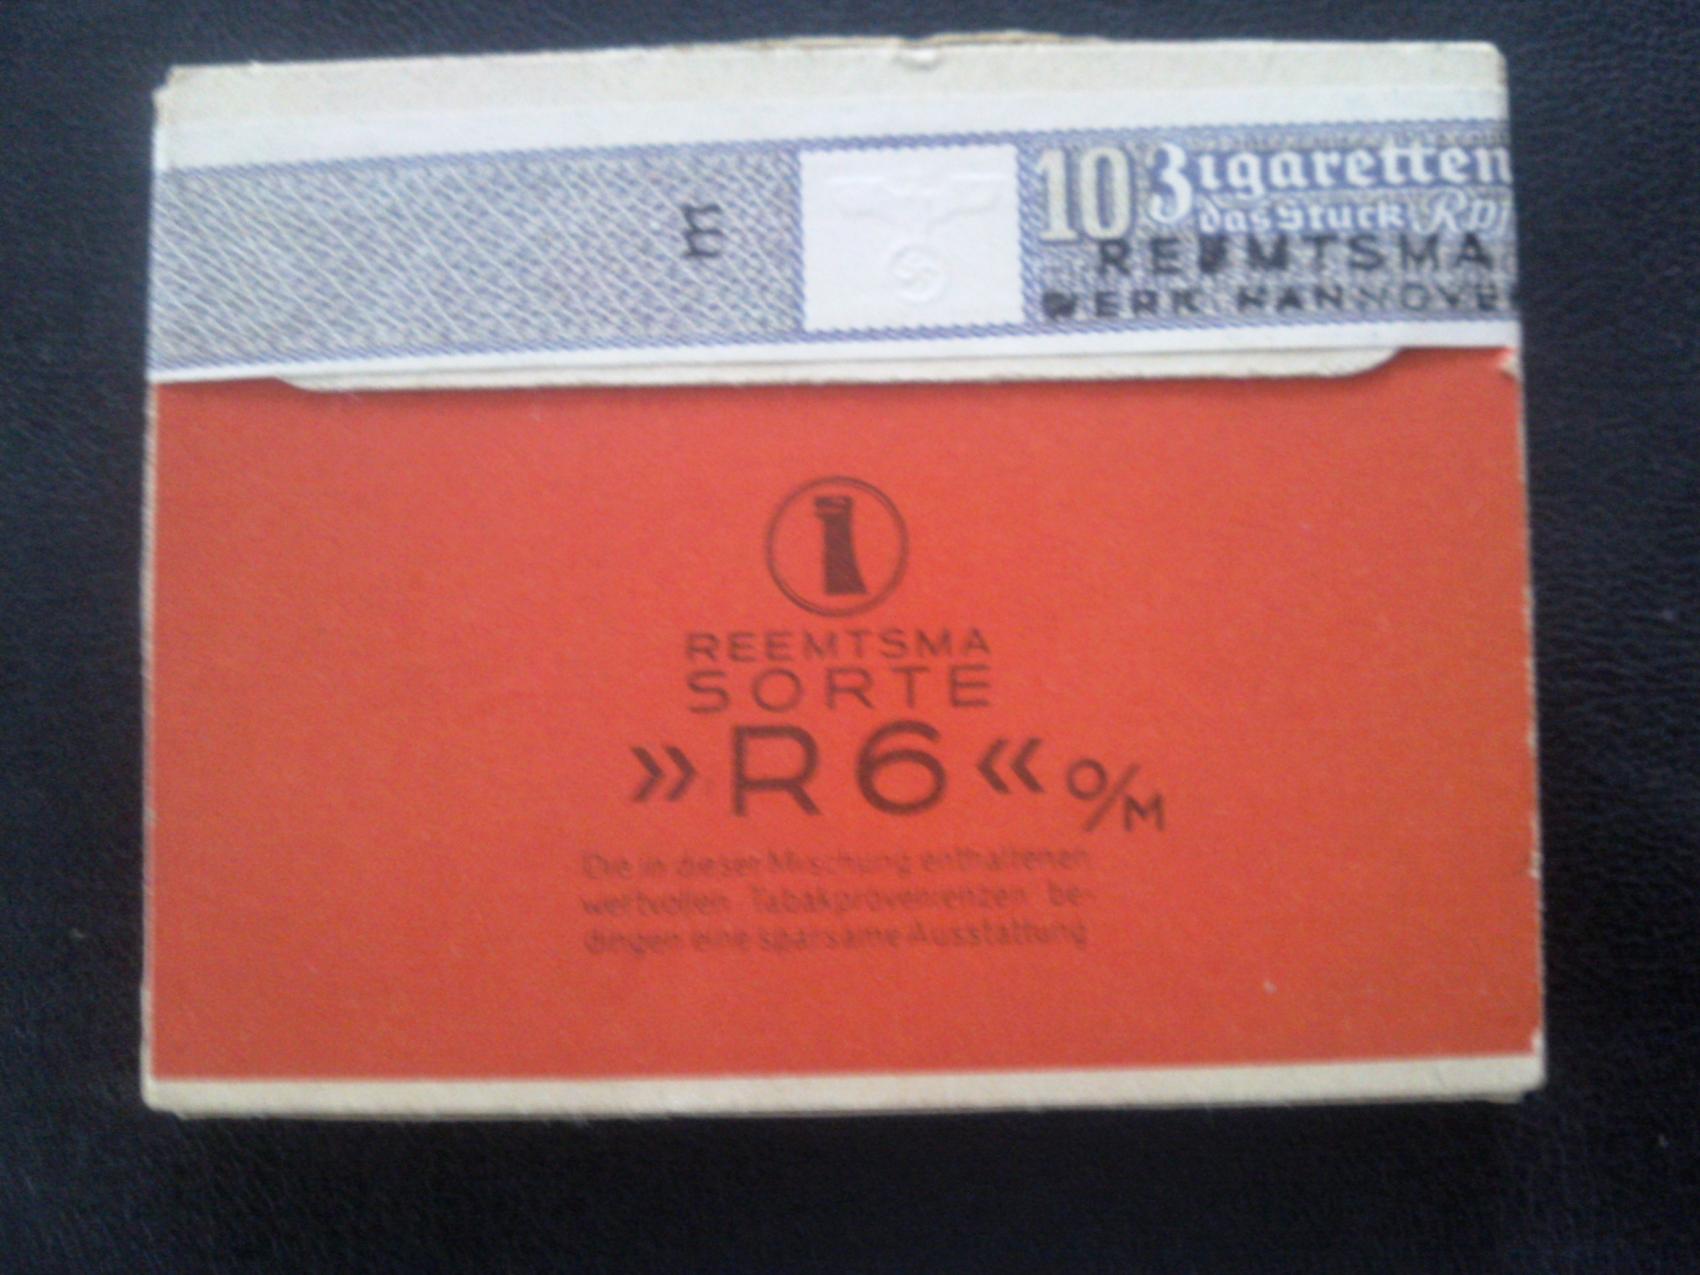 E
10 Zigaretten
das Stück
REEMTSMA
WERK HANNOVE
REEMTSMA
SORTE
»R6« O/M
Die in dieser Mischung enthaltenen
wertvollen Tabakprovenienzen be-
dingen eine sparsame Ausstattung